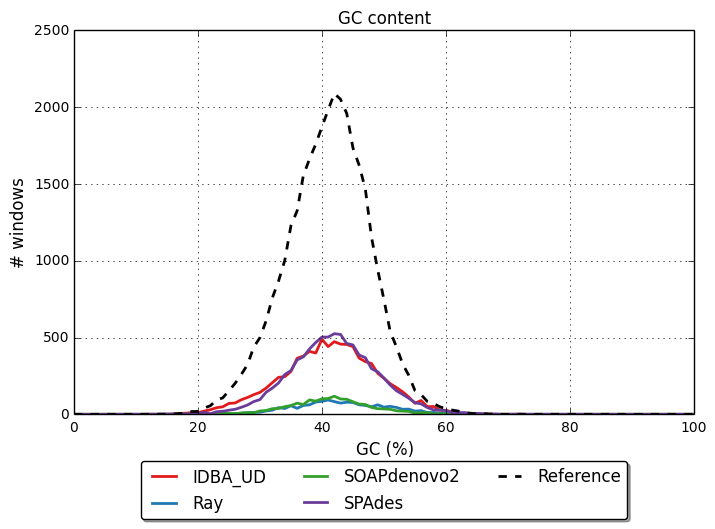 GC content
2500
2000
1500
1000
500
0
# windows
0 20 40 60 80 100
GC (%)
IDBA_UD SOAPdenovo2 Reference
Ray SPAdes